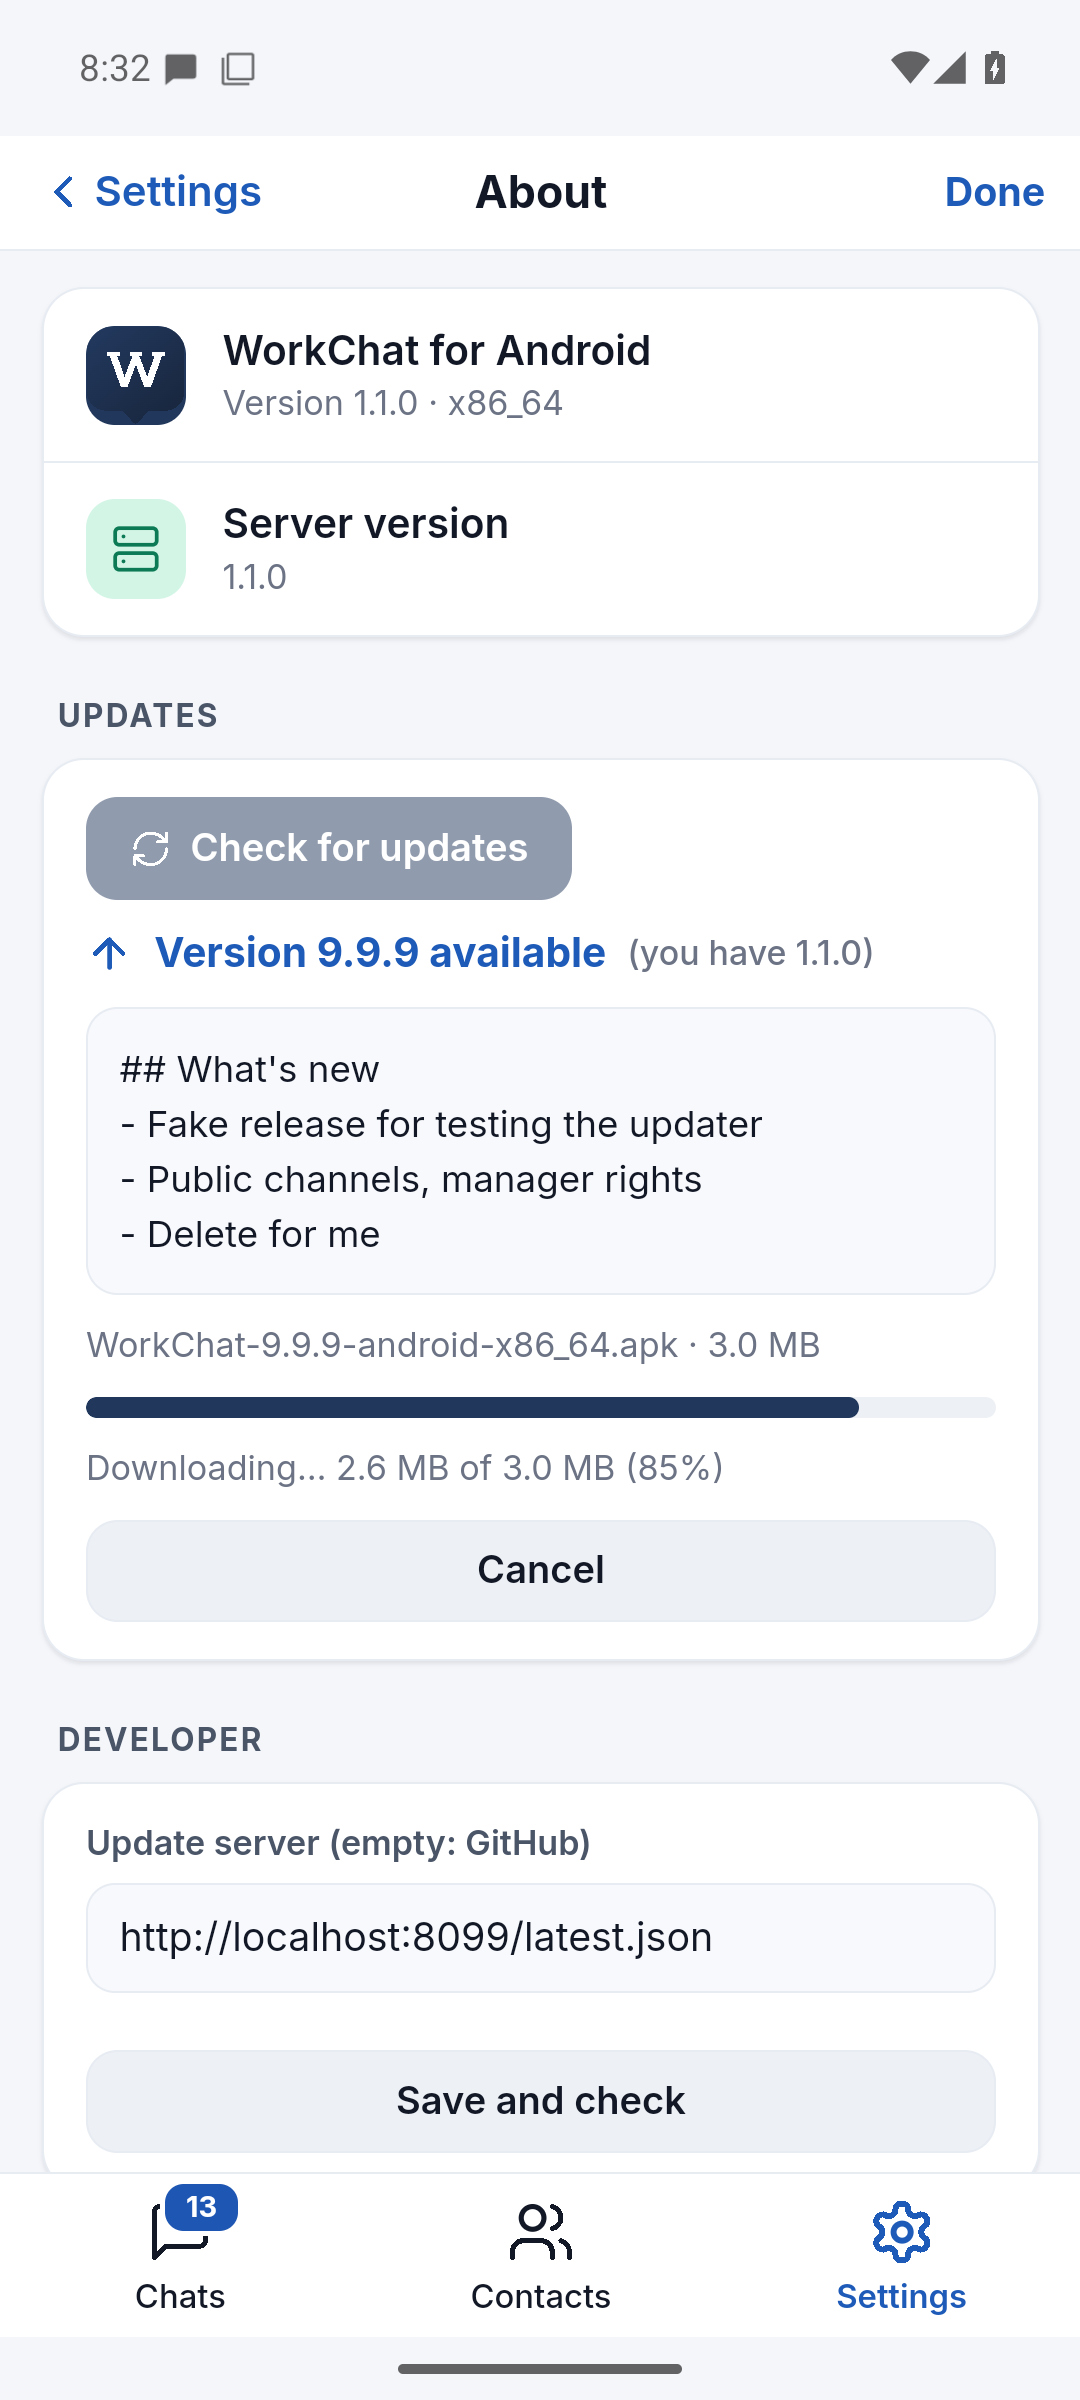 8:32
Settings
About
Done
W
WorkChat for Android
Version 1.1.0 · x86_64
Server version
1.1.0
UPDATES
Check for updates
Version 9.9.9 available (you have 1.1.0)
## What's new
- Fake release for testing the updater
- Public channels, manager rights
- Delete for me
WorkChat-9.9.9-android-x86_64.apk · 3.0 MB
Downloading... 2.6 MB of 3.0 MB (85%)
Cancel
DEVELOPER
Update server (empty: GitHub)
http://localhost:8099/latest.json
Save and check
13
Chats
Contacts
Settings